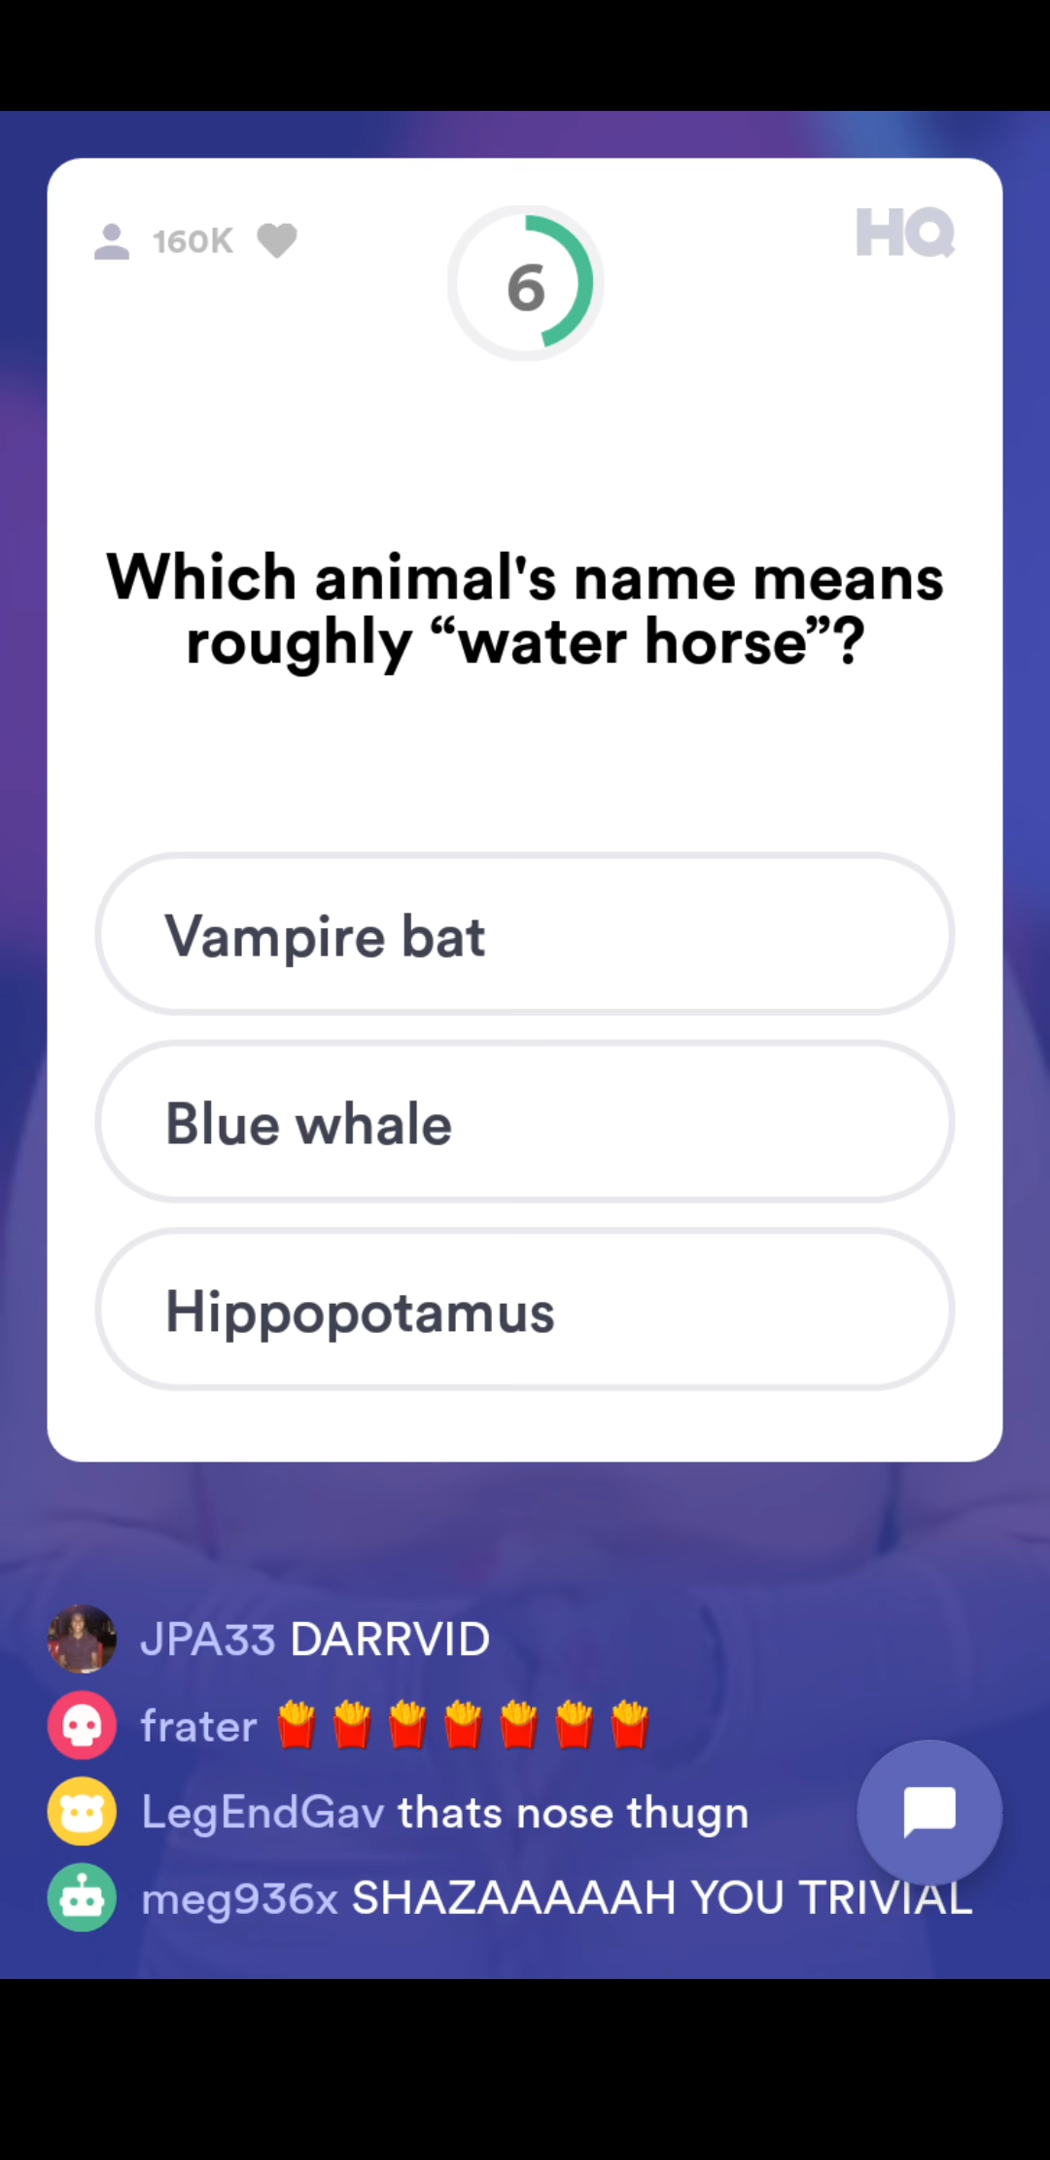 160K
6
HQ
Which animal's name means
roughly “water horse”?
Vampire bat
Blue whale
Hippopotamus
JPA33 DARRVID
frater 🍟🍟🍟🍟🍟🍟🍟
LegEndGav thats nose thugn
meg936x SHAZAAAAAH YOU TRIVIAL